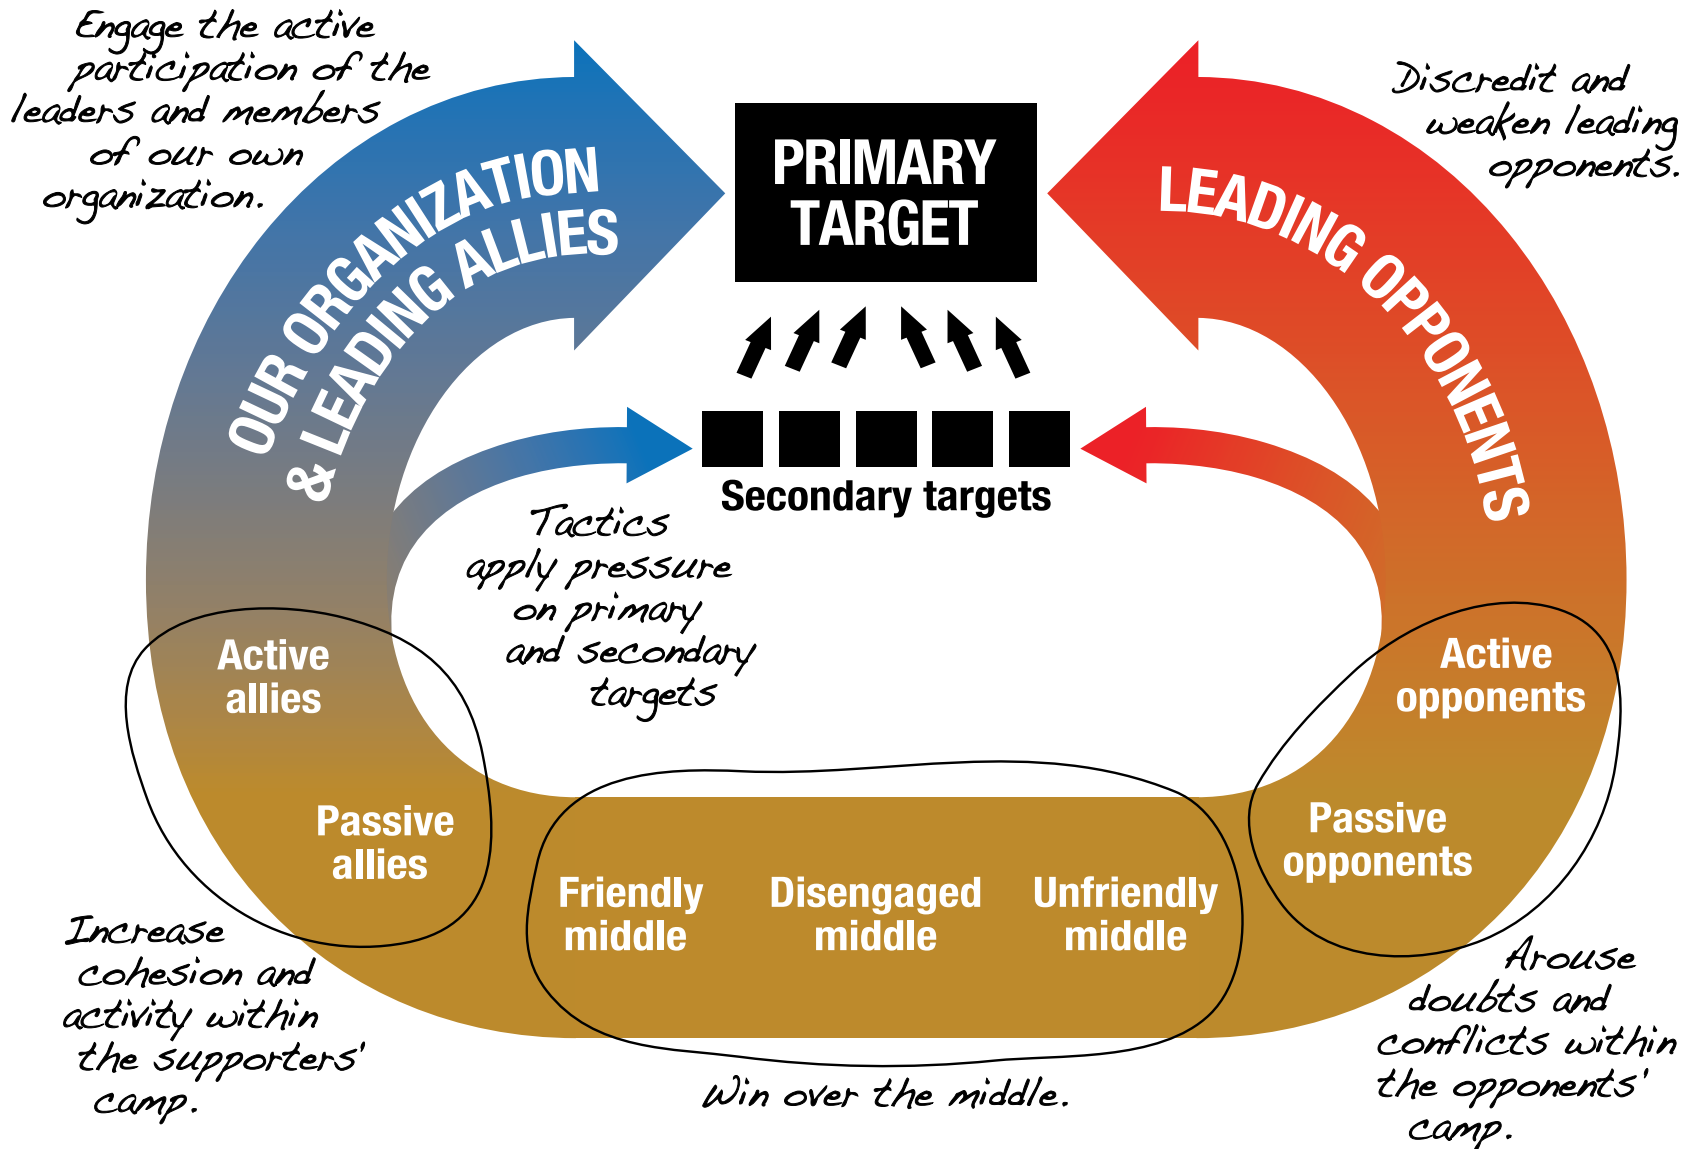 Engage the active
participation of the
leaders and members
of our own
organization.
OUR ORGANIZATION
& LEADING ALLIES
PRIMARY
TARGET
LEADING OPPONENTS
Discredit and
weaken leading
opponents.
Secondary targets
Tactics
apply pressure
on primary
and secondary
targets
Active
allies
Passive
allies
Friendly
middle
Disengaged
middle
Unfriendly
middle
Passive
opponents
Active
opponents
Increase
cohesion and
activity within
the supporters'
camp.
Win over the middle.
Arouse
doubts and
conflicts within
the opponents'
camp.